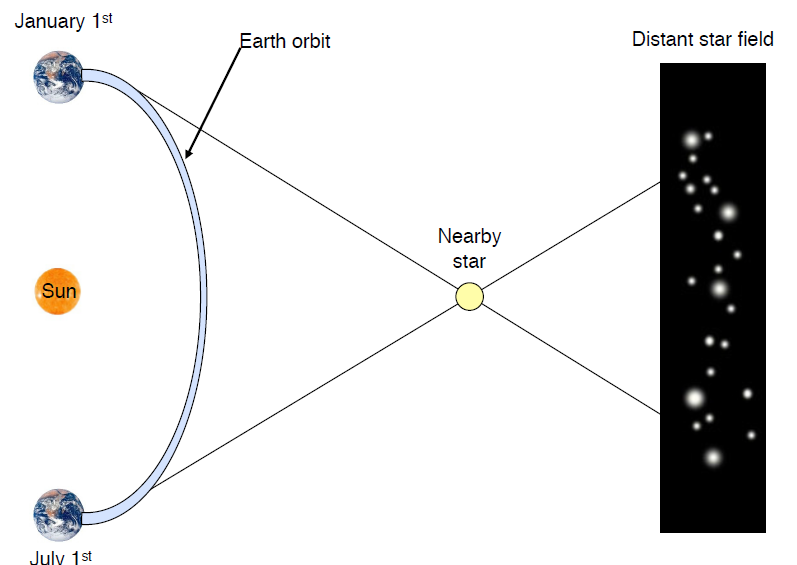 January 1st
Earth orbit
Distant star field
Nearby
star
Sun
July 1st